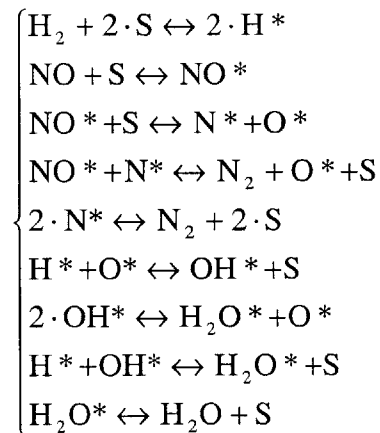 H₂ + 2·S ↔ 2·H*
NO + S ↔ NO*
NO*+S ↔ N*+O*
NO*+N* ↔ N₂ + O*+S
2·N* ↔ N₂ + 2·S
H*+O* ↔ OH*+S
2·OH* ↔ H₂O*+O*
H*+OH* ↔ H₂O*+S
H₂O* ↔ H₂O + S